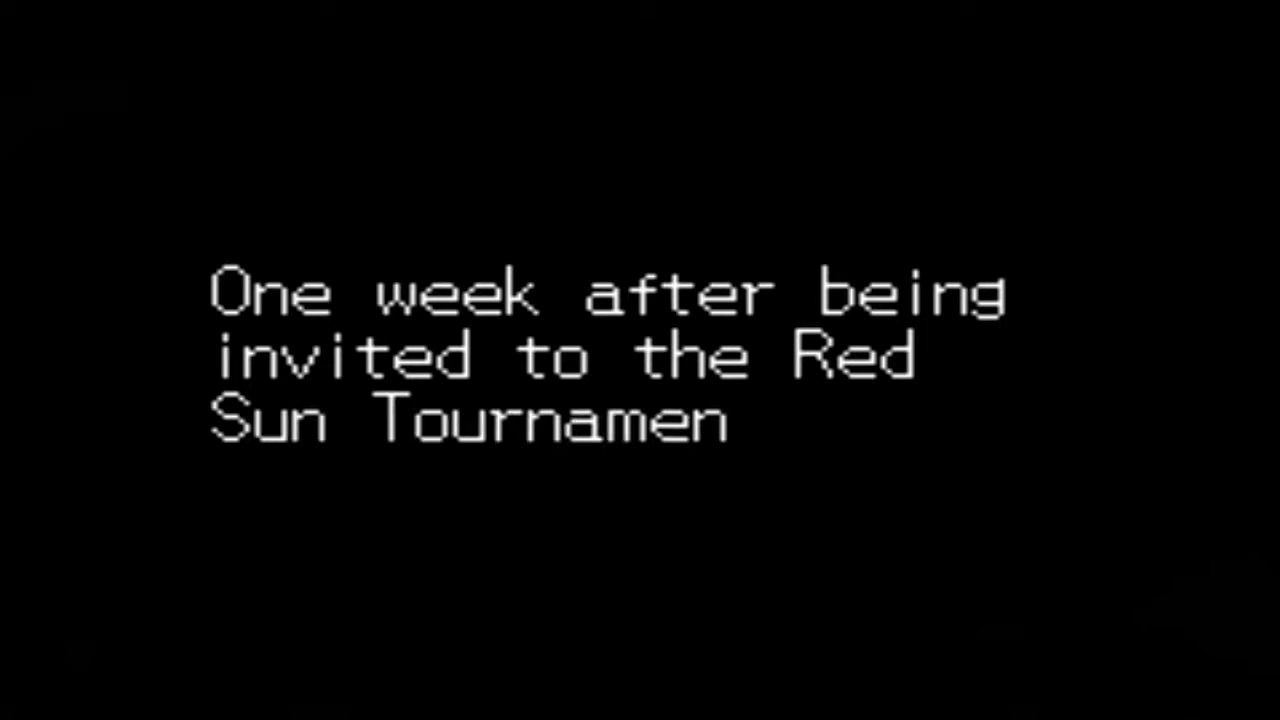 One week after being
invited to the Red
Sun Tournamen